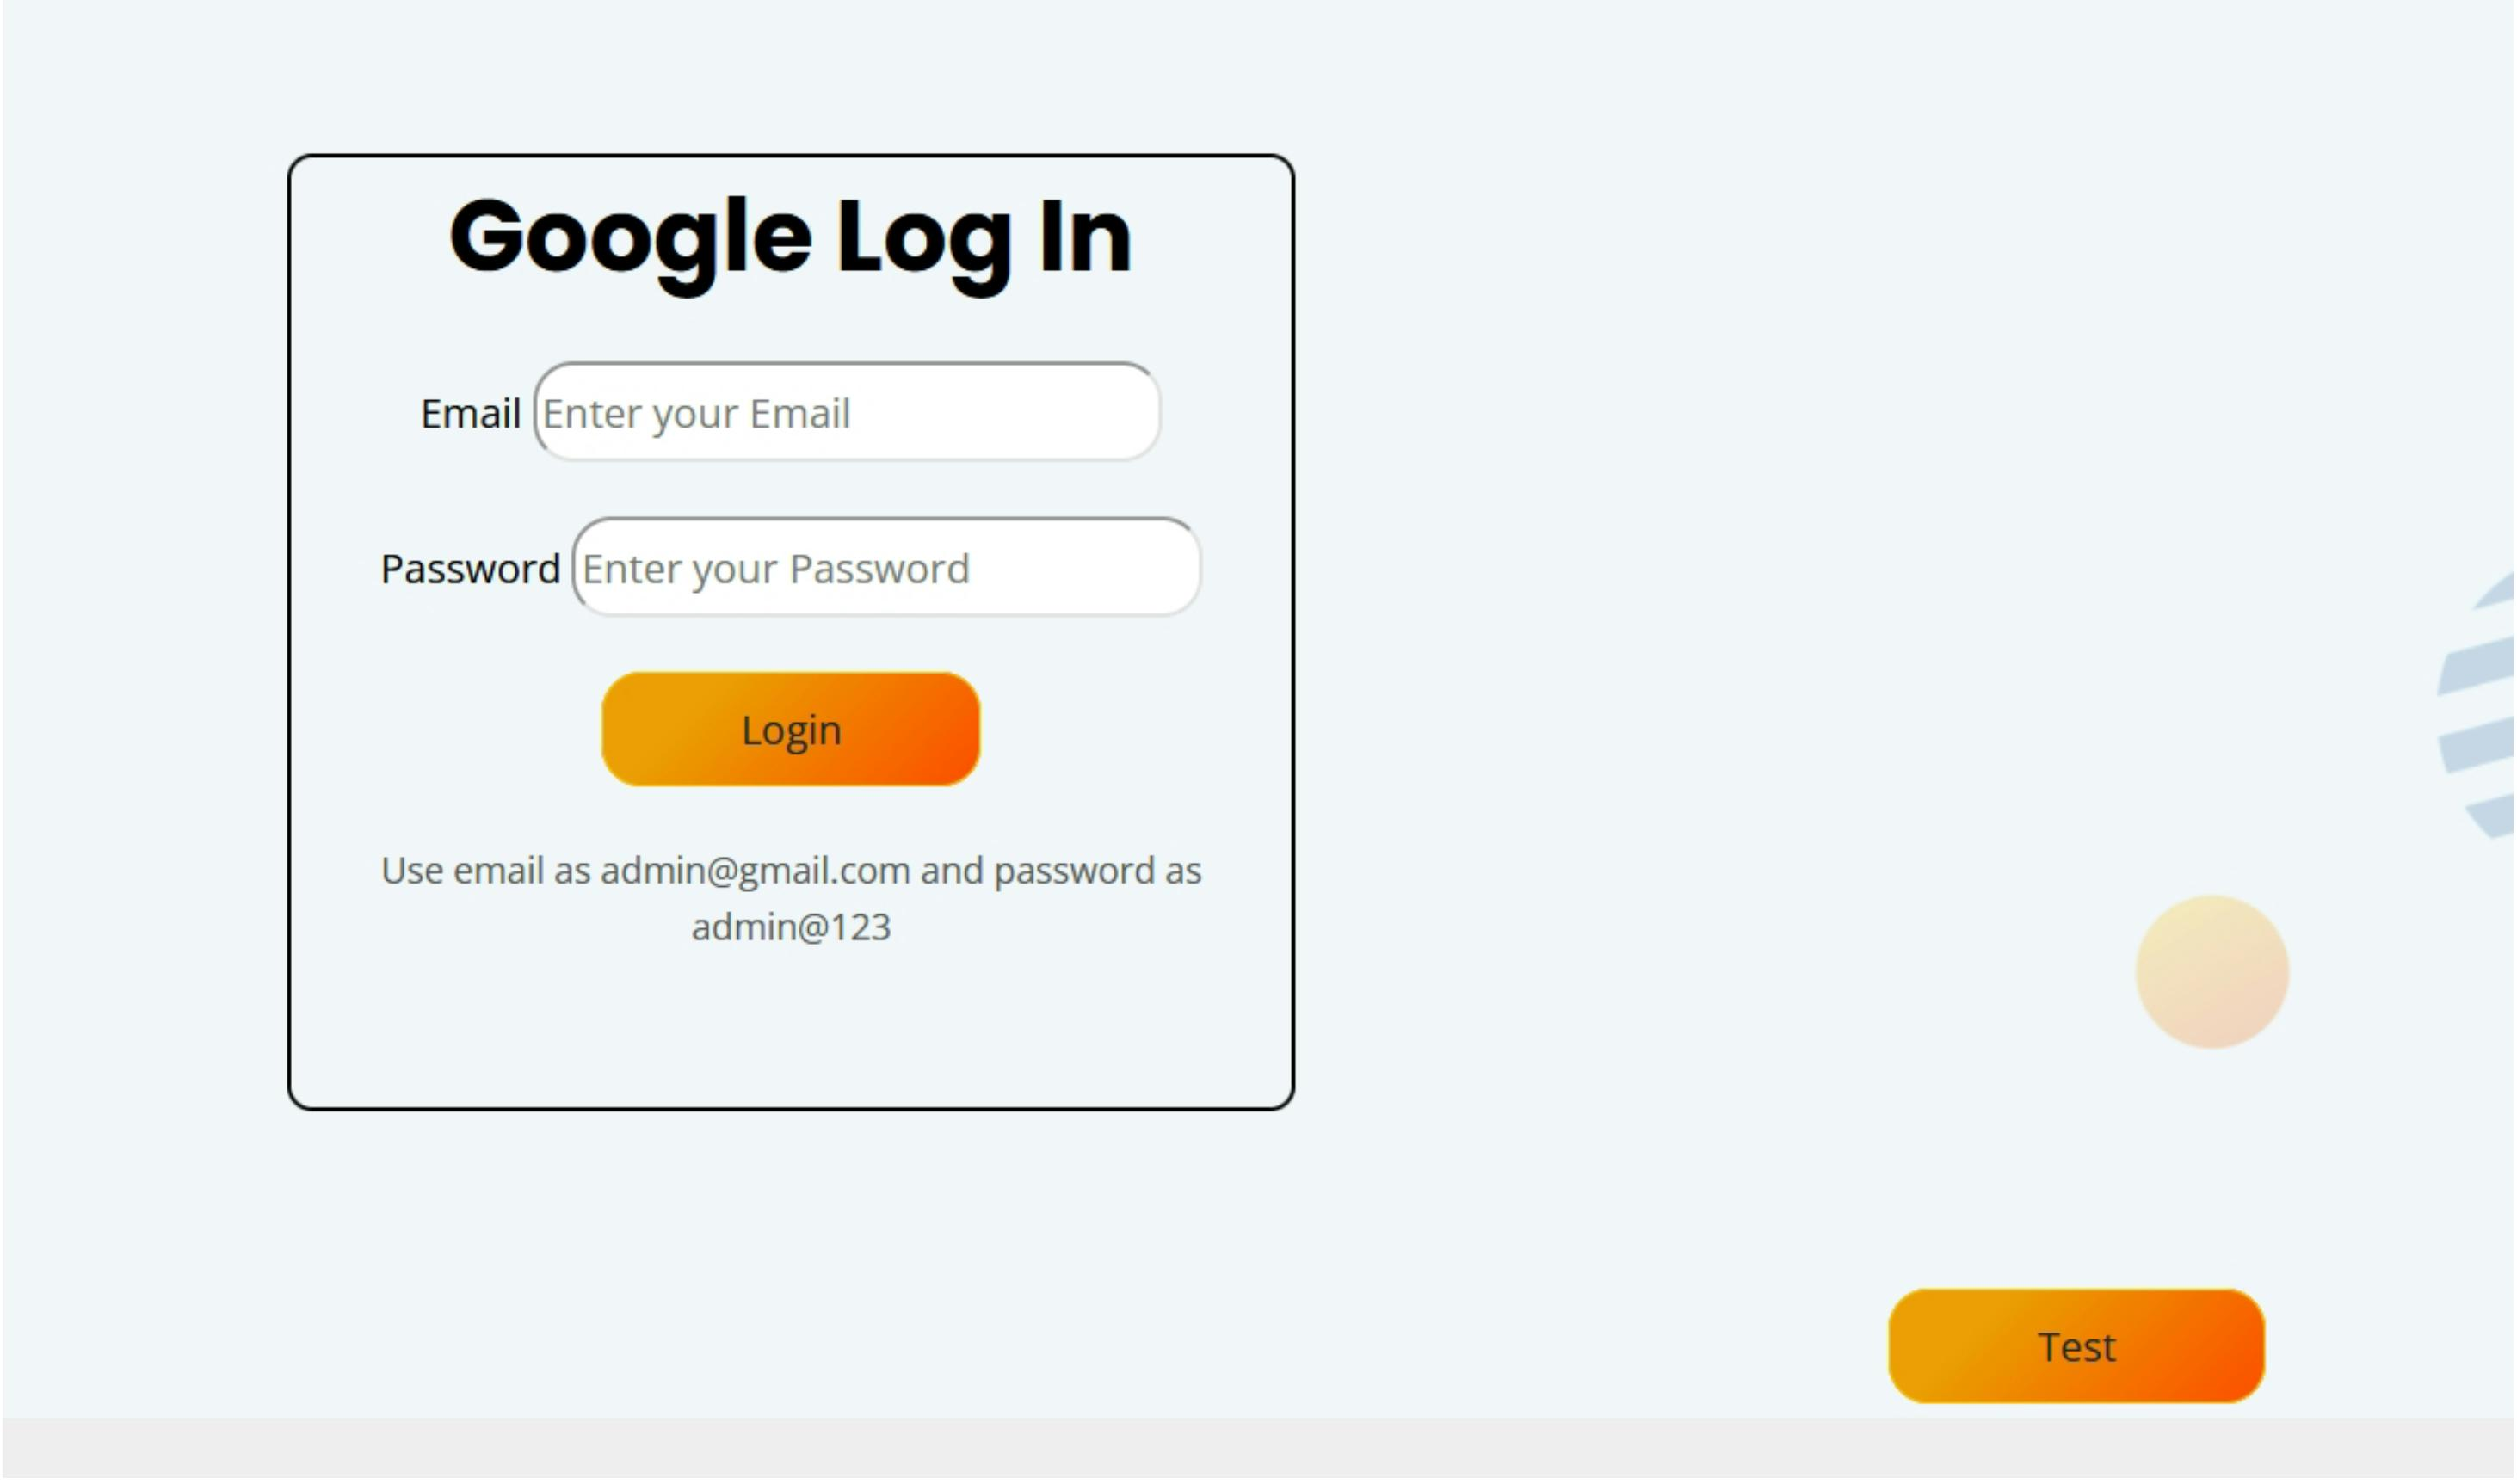 Google Log In
Email Enter your Email
Password Enter your Password
Login
Use email as admin@gmail.com and password as
admin@123
Test